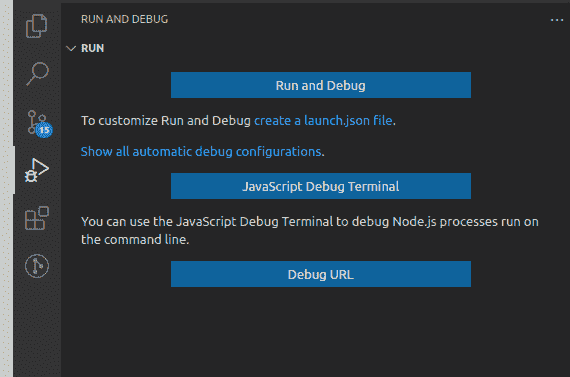 RUN AND DEBUG
RUN
Run and Debug
To customize Run and Debug create a launch.json file.
15
Show all automatic debug configurations.
JavaScript Debug Terminal
You can use the JavaScript Debug Terminal to debug Node.js processes run on
the command line.
Debug URL